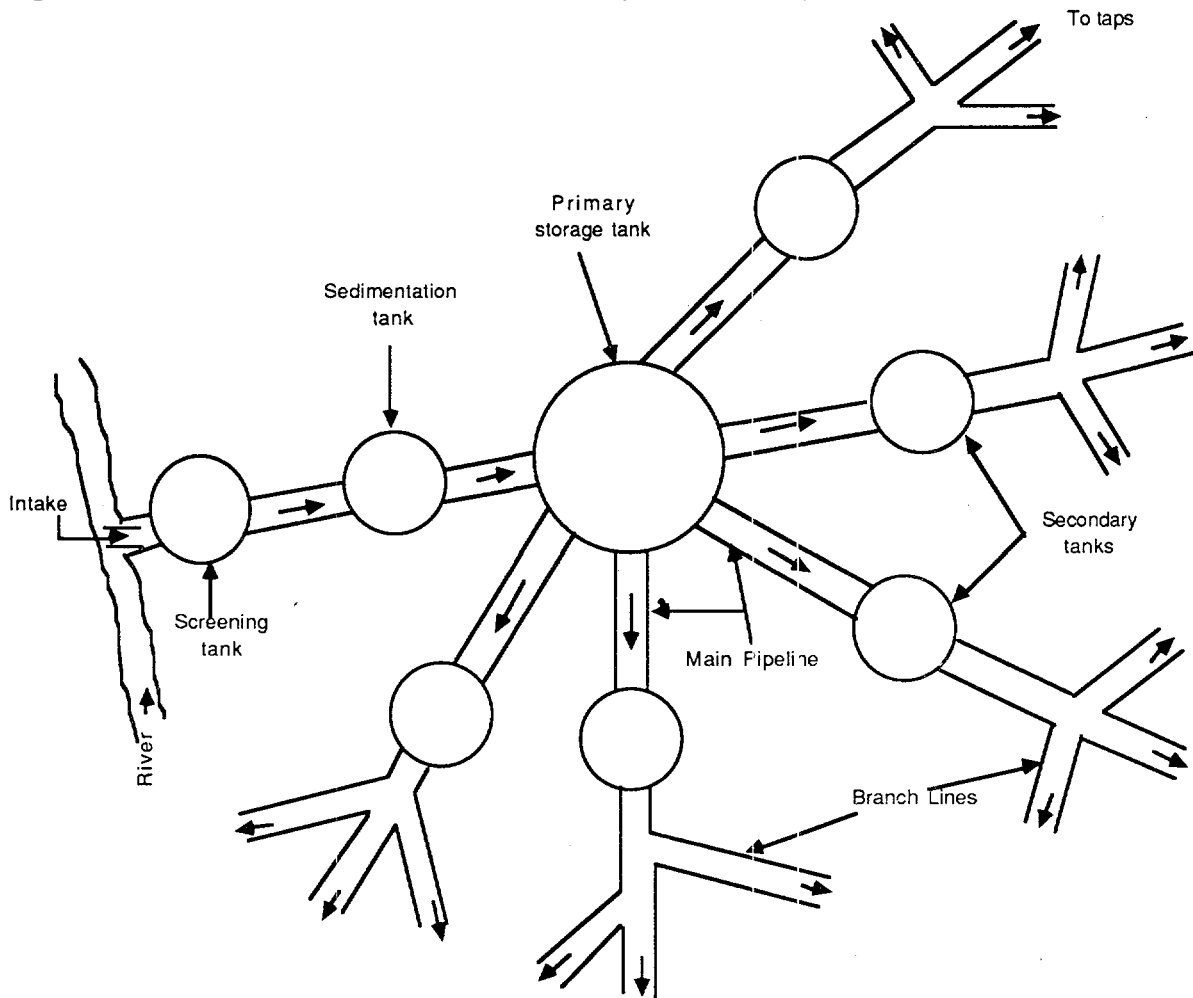 To taps
Primary
storage tank
Sedimentation
tank
Intake
Secondary
tanks
Screening
tank
Main Pipeline
River
Branch Lines